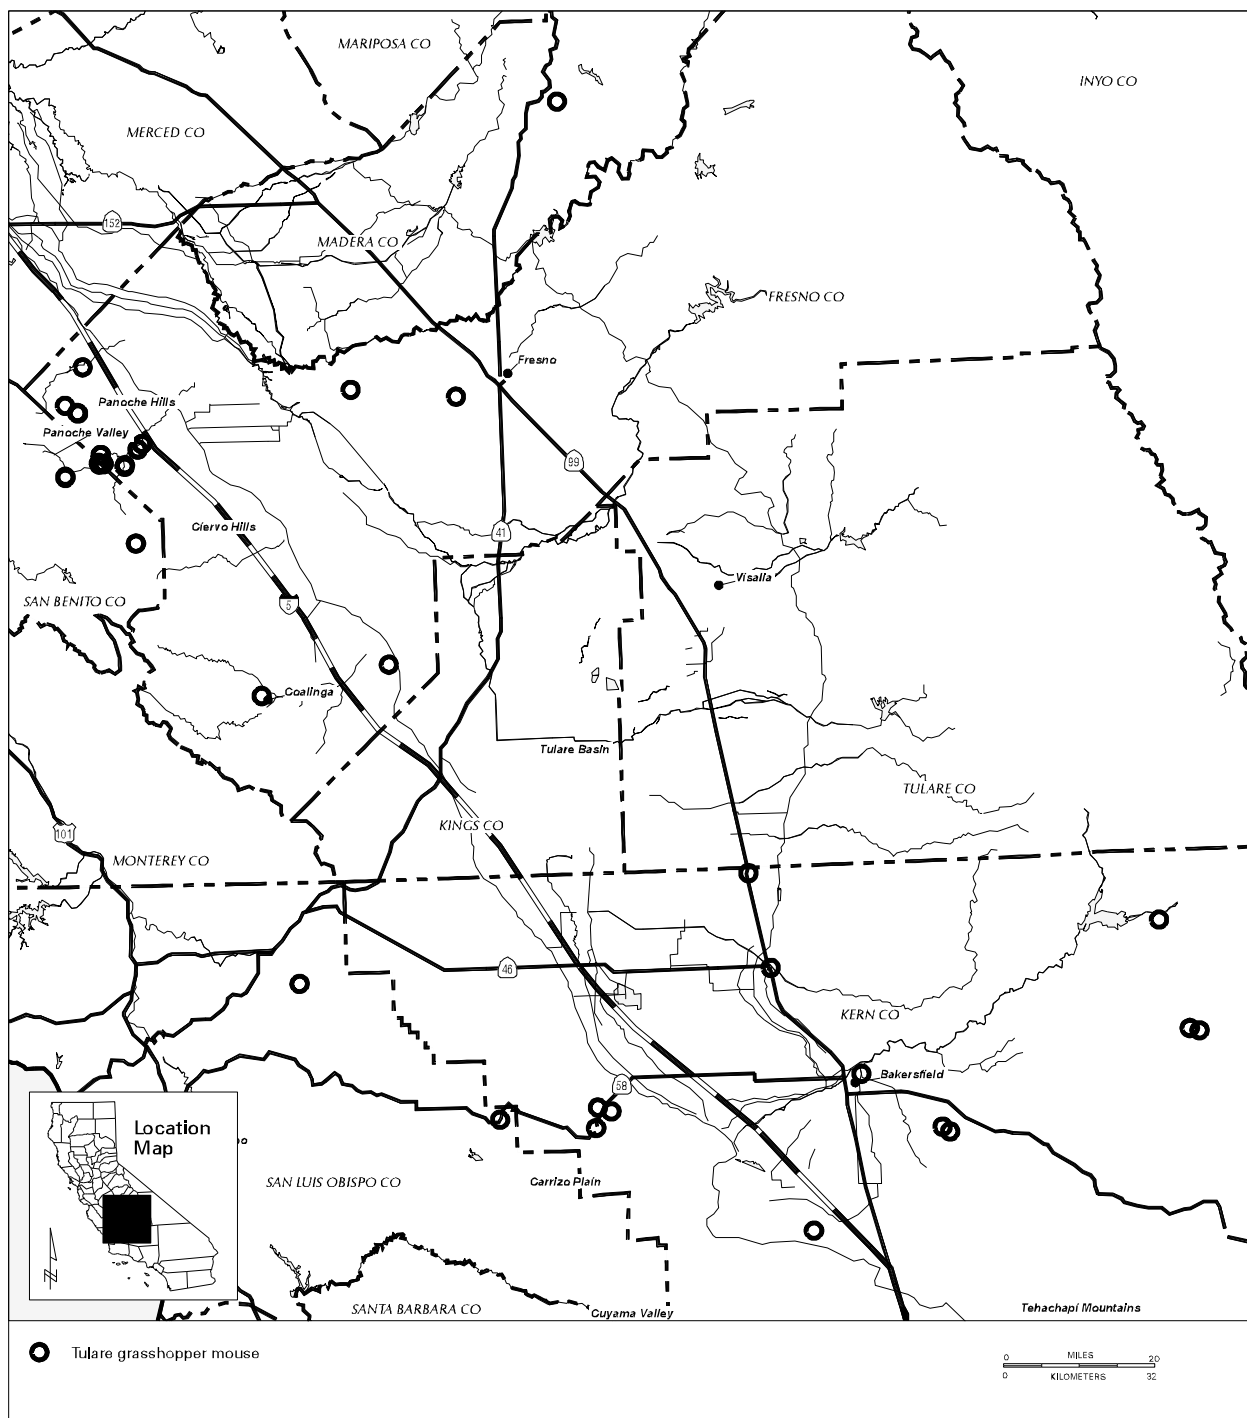 MARIPOSA CO
INYO CO
MERCED CO
152
MADERA CO
FRESNO CO
Fresno
Panoche Hills
Panoche Valley
99
Ciervo Hills
41
Visalia
SAN BENITO CO
5
Coalinga
Tulare Basin
TULARE CO
KINGS CO
101
MONTEREY CO
46
KERN CO
Bakersfield
58
Location
Map
SAN LUIS OBISPO CO
Carrizo Plain
N
SANTA BARBARA CO
Cuyama Valley
Tehachapi Mountains
Tulare grasshopper mouse
0 MILES 20
0 KILOMETERS 32